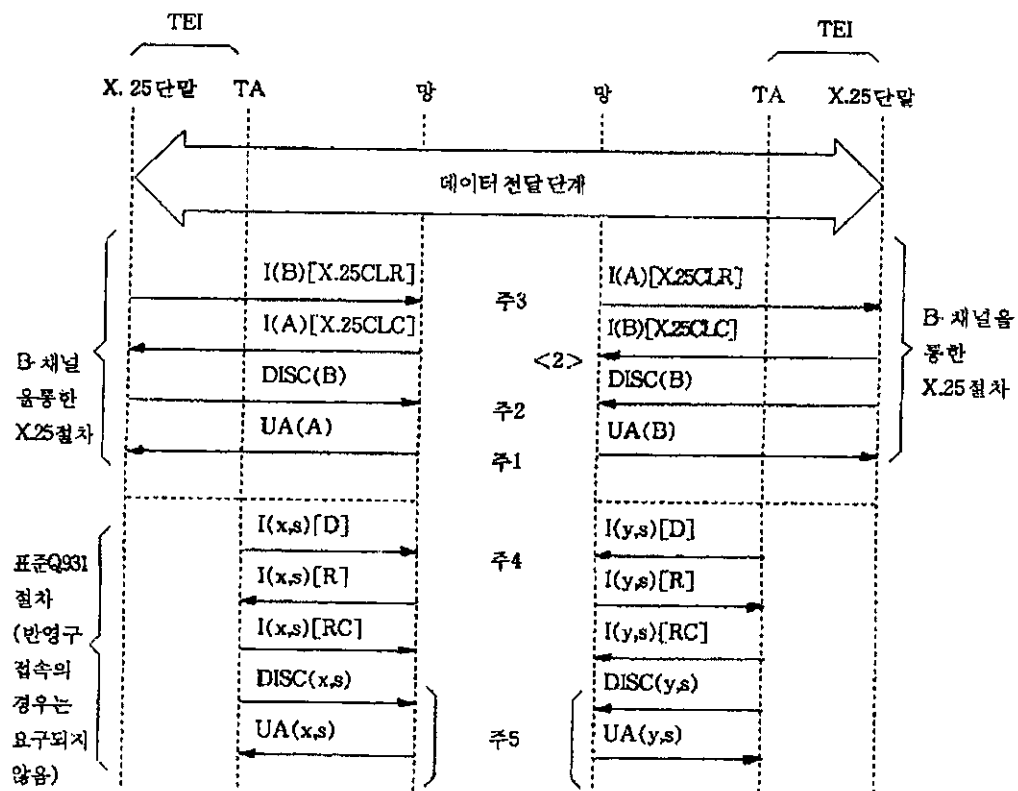 TEI
TEI
X. 25단말 TA 망 망 TA X.25단말
데이터 전달 단계
I(B)[X.25CLR]
주3
I(A)[X.25CLR]
I(A)[X.25CLC]
<2>
I(B)[X.25CLC]
DISC(B)
주2
DISC(B)
UA(A)
주1
UA(B)
B-채널
을통한
X.25절차
B-채널을
통한
X.25절차
I(x,s)[D]
주4
I(y,s)[D]
I(x,s)[R]
I(y,s)[R]
I(x,s)[RC]
I(y,s)[RC]
DISC(x,s)
DISC(y,s)
UA(x,s)
주5
UA(y,s)
표준Q931
절차
(반영구
접속의
경우는
요구되지
않음)